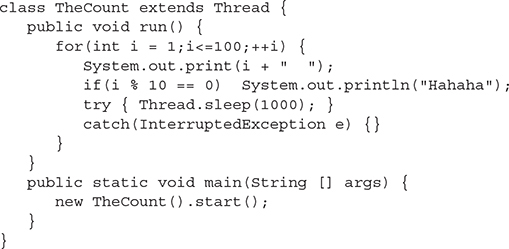 class TheCount extends Thread {
   public void run() {
      for(int i = 1;i<=100;++i) {
         System.out.print(i + "  ");
         if(i % 10 == 0)  System.out.println("Hahaha");
         try { Thread.sleep(1000); }
         catch(InterruptedException e) {}
      }
   }
   public static void main(String [] args) {
      new TheCount().start();
   }
}